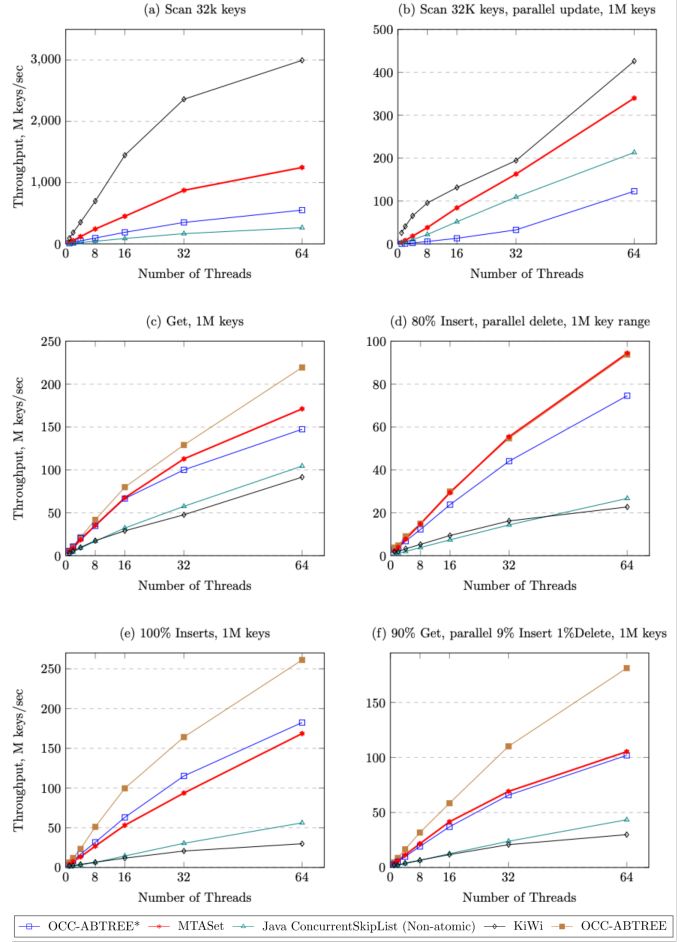 (a) Scan 32k keys
Throughput, M keys/sec
3,000
2,000
1,000
0
0 8 16 32 64
Number of Threads
(b) Scan 32K keys, parallel update, 1M keys
500
400
300
200
100
0
0 8 16 32 64
Number of Threads
(c) Get, 1M keys
Throughput, M keys/sec
250
200
150
100
50
0
0 8 16 32 64
Number of Threads
(d) 80% Insert, parallel delete, 1M key range
100
80
60
40
20
0
0 8 16 32 64
Number of Threads
(e) 100% Inserts, 1M keys
Throughput, M keys/sec
250
200
150
100
50
0
0 8 16 32 64
Number of Threads
(f) 90% Get, parallel 9% Insert 1%Delete, 1M keys
150
100
50
0
0 8 16 32 64
Number of Threads
OCC-ABTREE* MTASet Java ConcurrentSkipList (Non-atomic) KiWi OCC-ABTREE